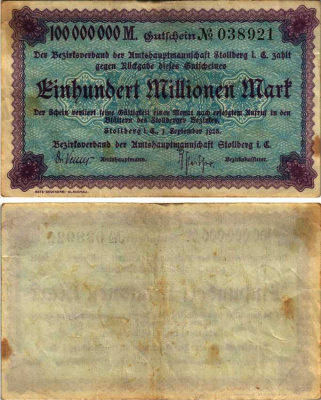 100 000 000 M. Gutschein № 038921
Der Bezirksverband der Amtshauptmannschaft Stollberg i. E. zahlt
gegen Rückgabe dieses Gutscheines
Einhundert Millionen Mark
Der Schein verliert seine Gültigkeit einen Monat nach erfolgtem Aufruf in den
Blättern des Stollberger Bezirkes.
Stollberg i. E., 1. September 1923.
Bezirksverband der Amtshauptmannschaft Stollberg i. E.
Amtshauptmann. Bezirkskassierer.